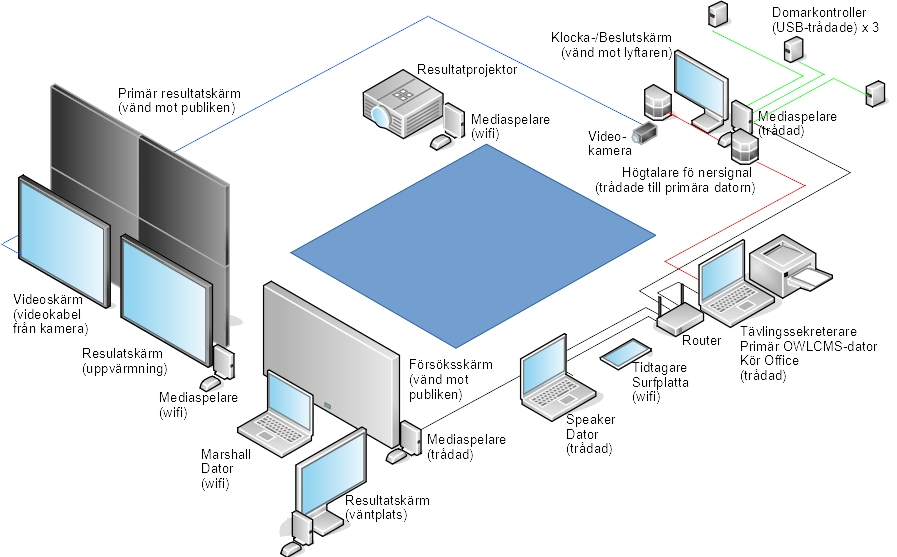 Domarkontroller
(USB-trådade) x 3
Klocka-/Beslutskärm
(vänd mot lyftaren)
Resultatprojektor
Primär resultatskärm
(vänd mot publiken)
Mediaspelare
(wifi)
Mediaspelare
(trådad)
Video-
kamera
Högtalare fö nersignal
(trådade till primära datorn)
Videoskärm
(videokabel
från kamera)
Resulatskärm
(uppvärmning)
Mediaspelare
(wifi)
Försöksskärm
(vänd mot
publiken)
Router
Tävlingssekreterare
Primär OWLCMS-dator
Kör Office
(trådad)
Tidtagare
Surfplatta
(wifi)
Speaker
Dator
(trådad)
Mediaspelare
(trådad)
Marshall
Dator
(wifi)
Resultatskärm
(väntplats)